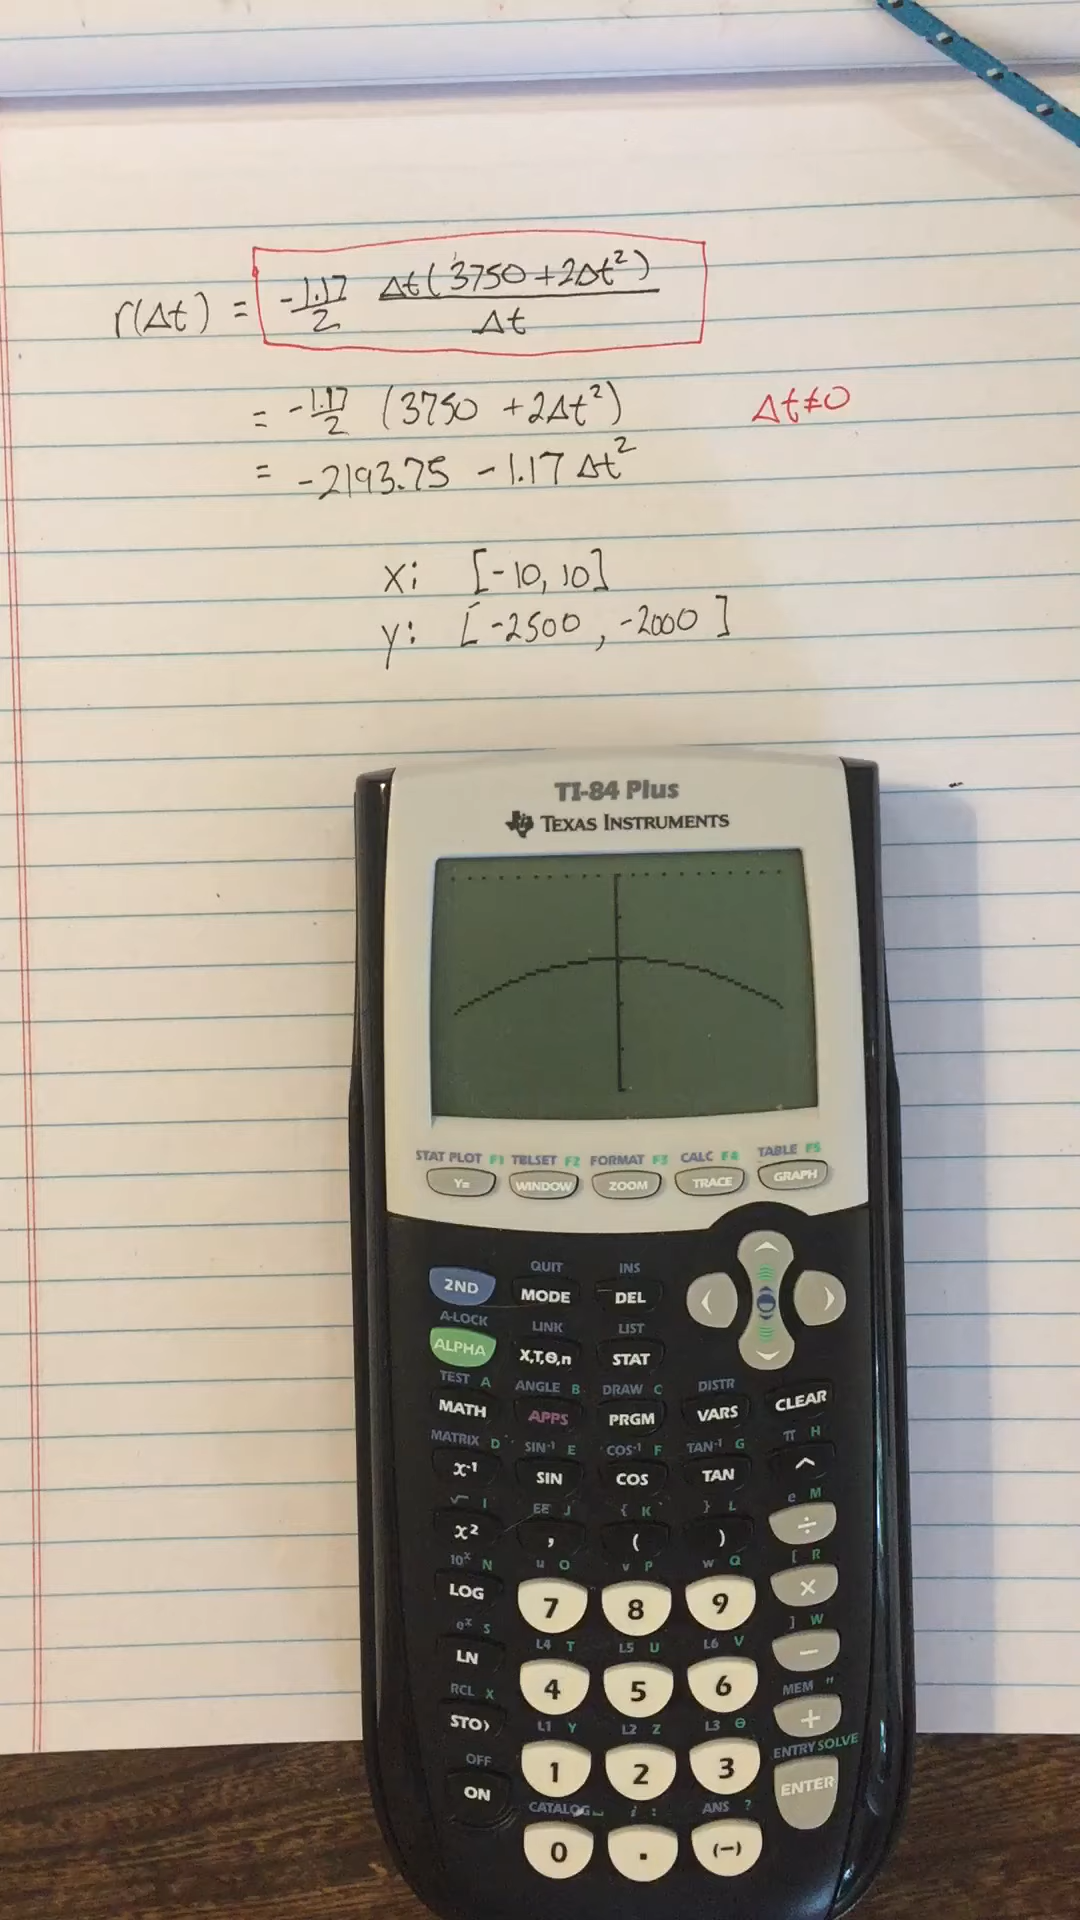 r(Δt) = -1.17/2 Δt(3750+2Δt²)/Δt
= -1.17/2 (3750 +2Δt²) Δt≠0
= -2193.75 -1.17Δt²
x: [-10, 10]
y: [-2500, -2000]
TI-84 Plus
TEXAS INSTRUMENTS
STAT PLOT F1 TBLSET F2 FORMAT F3 CALC F4 TABLE F5
Y= WINDOW ZOOM TRACE GRAPH
QUIT INS
2ND MODE DEL
A-LOCK LINK LIST
ALPHA X,T,Θ,n STAT
TEST A ANGLE B DRAW C DISTR
MATH APPS PRGM VARS CLEAR
MATRIX D SIN⁻¹ E COS⁻¹ F TAN⁻¹ G π H
x⁻¹ SIN COS TAN ^
√ I EE J { K } L e M
x² , ( ) ÷
10ˣ N u O v P w Q [ R
LOG 7 8 9 ×
eˣ S L4 T L5 U L6 V ] W
LN 4 5 6 −
RCL X L1 Y L2 Z L3 θ MEM "
STO› 1 2 3 +
OFF CATALOG i : ANS ? ENTRY SOLVE
ON 0 . (−) ENTER